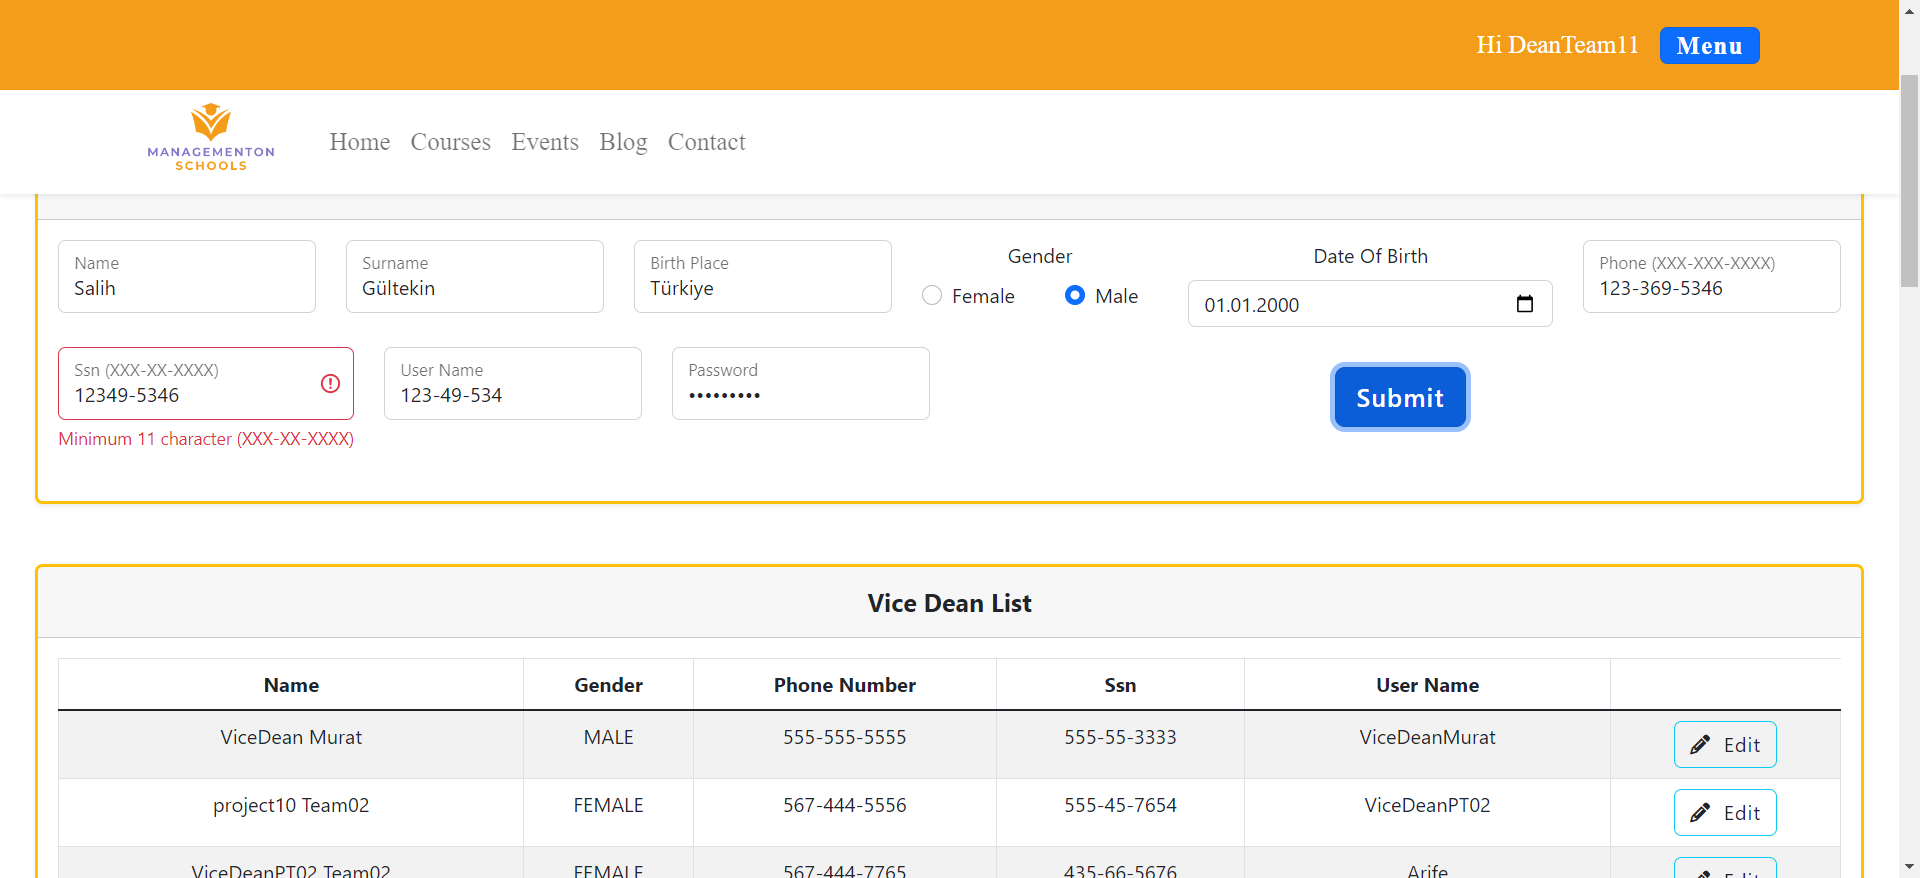 Hi DeanTeam11 Menu
MANAGEMENTON
SCHOOLS
Home Courses Events Blog Contact
Name
Salih
Surname
Gültekin
Birth Place
Türkiye
Gender
Female Male
Date Of Birth
01.01.2000
Phone (XXX-XXX-XXXX)
123-369-5346
Ssn (XXX-XX-XXXX)
12349-5346
Minimum 11 character (XXX-XX-XXXX)
User Name
123-49-534
Password
•••••••••
Submit
Vice Dean List
Name Gender Phone Number Ssn User Name
ViceDean Murat MALE 555-555-5555 555-55-3333 ViceDeanMurat Edit
project10 Team02 FEMALE 567-444-5556 555-45-7654 ViceDeanPT02 Edit
ViceDeanPT02 Team02 FEMALE 567-444-7765 435-66-5676 Arife Edit